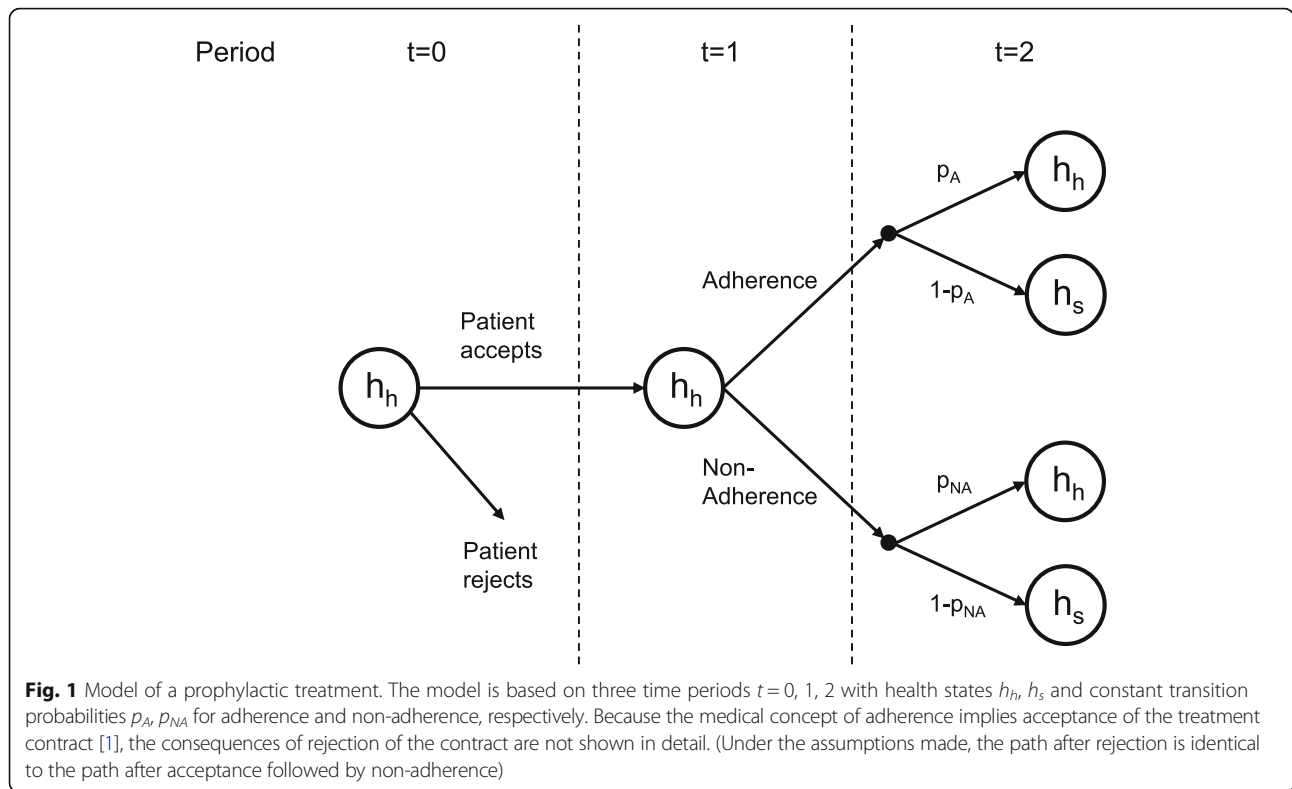 Period t=0 t=1 t=2
p_A
h_h
Adherence
1-p_A
h_s
Patient
accepts
h_h
h_h
Non-
Adherence
p_NA
h_h
Patient
rejects
1-p_NA
h_s
Fig. 1 Model of a prophylactic treatment. The model is based on three time periods t = 0, 1, 2 with health states h_h, h_s and constant transition
probabilities p_A, p_NA for adherence and non-adherence, respectively. Because the medical concept of adherence implies acceptance of the treatment
contract [1], the consequences of rejection of the contract are not shown in detail. (Under the assumptions made, the path after rejection is identical
to the path after acceptance followed by non-adherence)